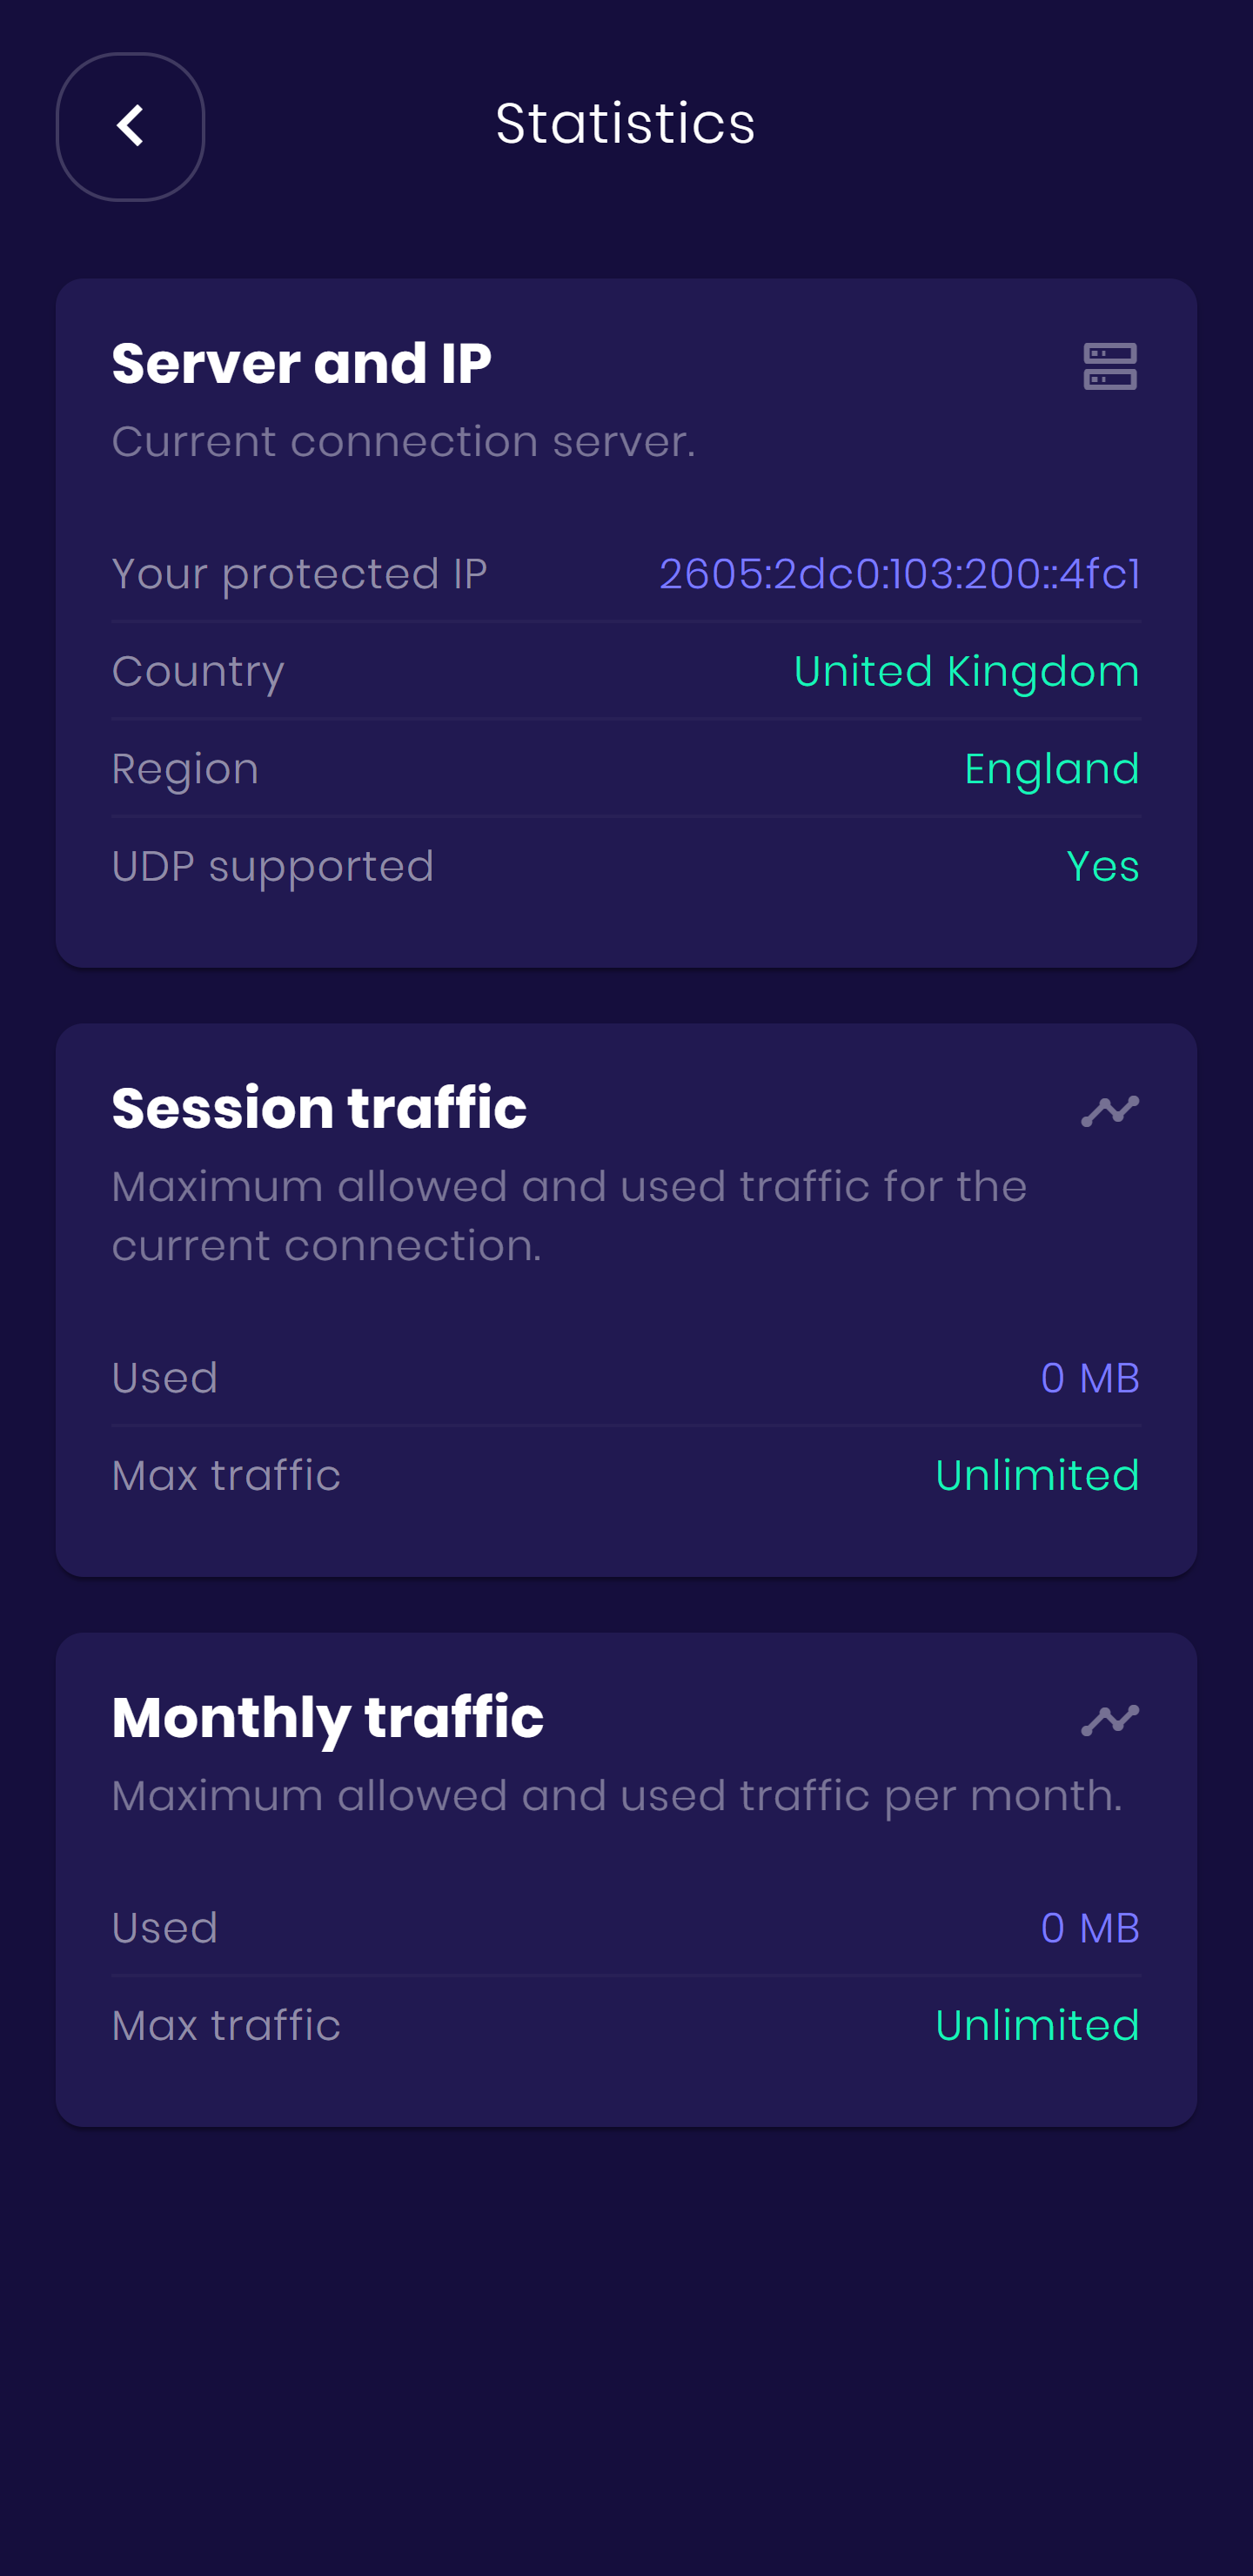 Statistics
Server and IP
Current connection server.
Your protected IP 2605:2dc0:103:200::4fc1
Country United Kingdom
Region England
UDP supported Yes
Session traffic
Maximum allowed and used traffic for the
current connection.
Used 0 MB
Max traffic Unlimited
Monthly traffic
Maximum allowed and used traffic per month.
Used 0 MB
Max traffic Unlimited